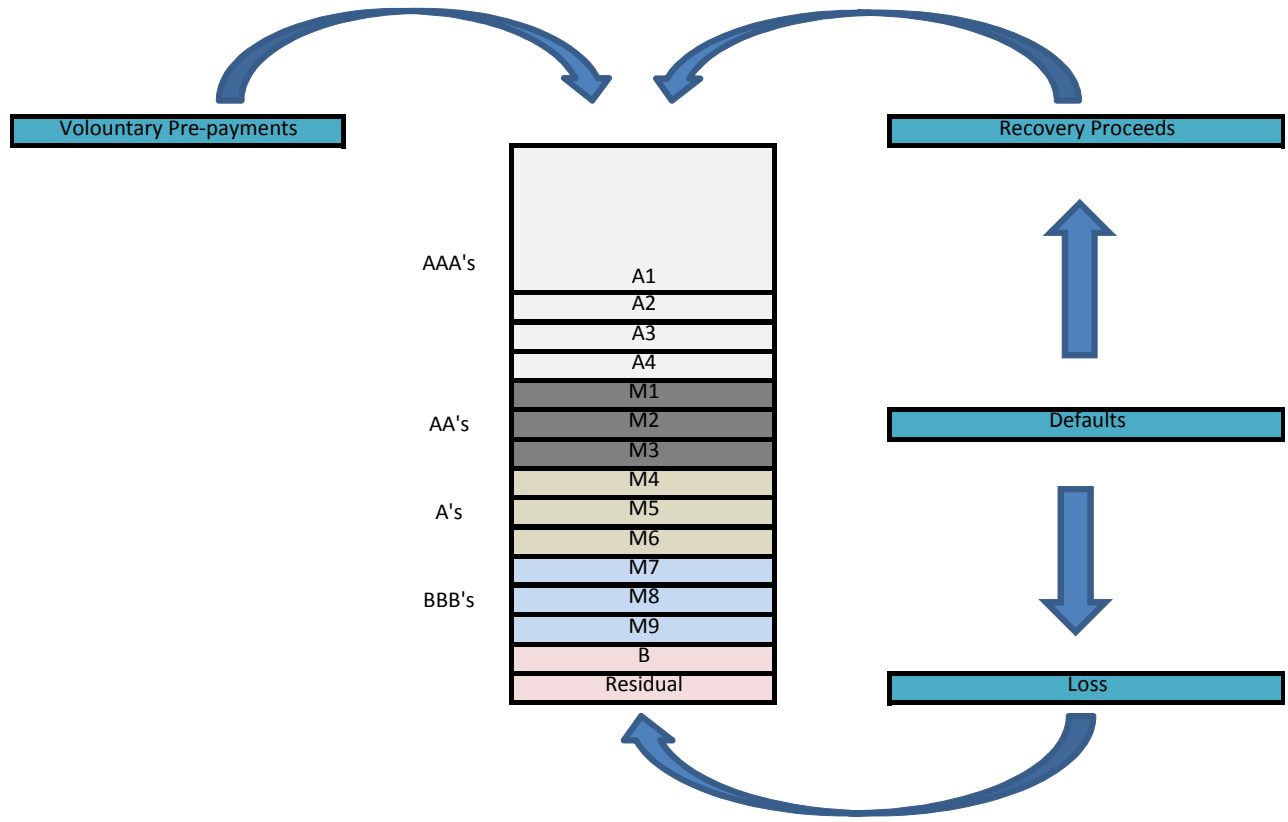 Volountary Pre-payments
Recovery Proceeds
AAA's
A1
A2
A3
A4
M1
AA's
M2
Defaults
M3
M4
A's
M5
M6
M7
BBB's
M8
M9
B
Residual
Loss